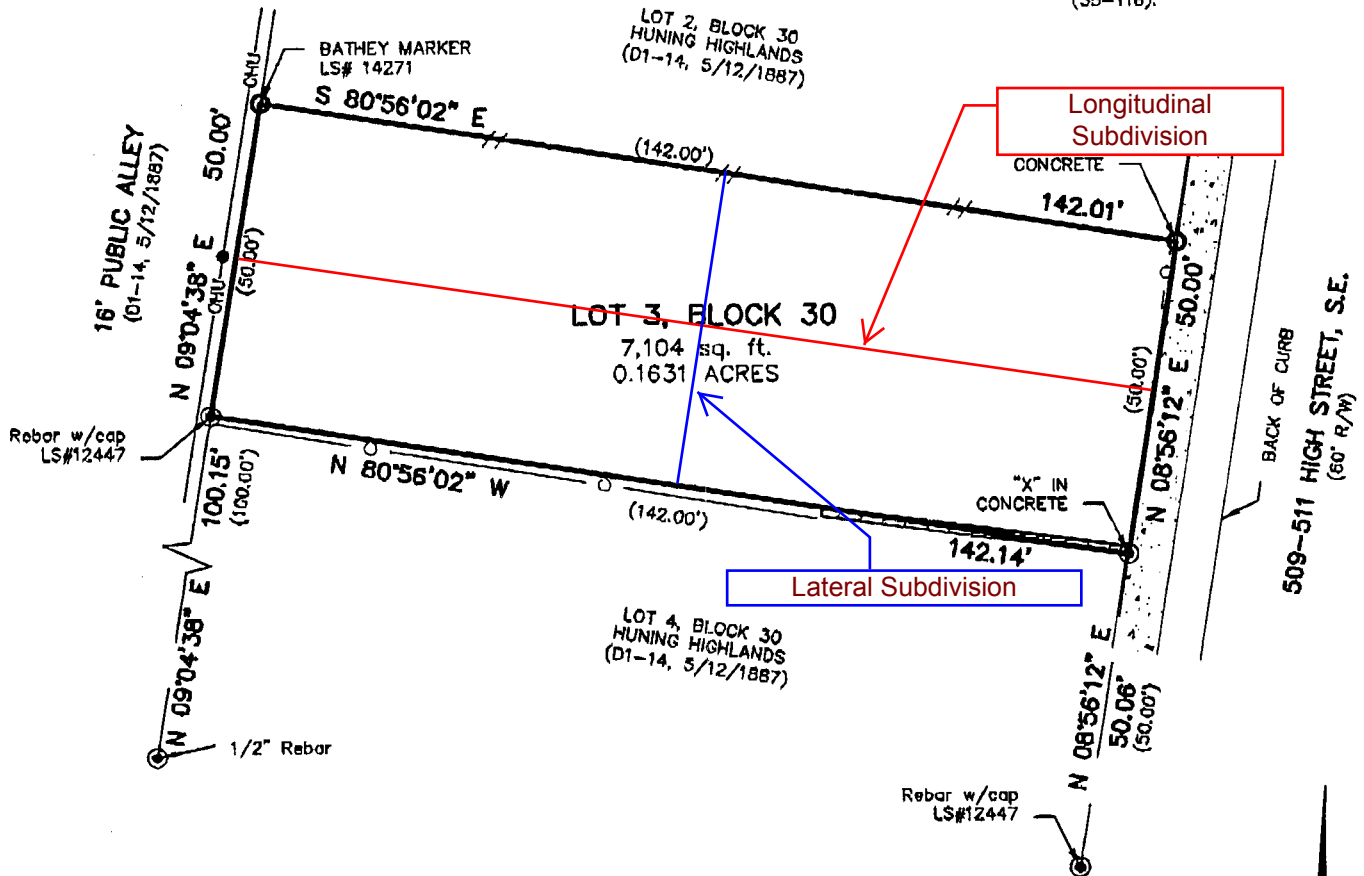 (S5-116).
LOT 2, BLOCK 30
HUNING HIGHLANDS
(D1-14, 5/12/1887)
BATHEY MARKER
LS# 14271
OHU
S 80°56'02" E
(142.00')
Longitudinal
Subdivision
CONCRETE
142.01'
50.00'
16' PUBLIC ALLEY
(D1-14, 5/12/1887)
N 09°04'38" E
(50.00')
OHU
LOT 3, BLOCK 30
7,104 sq. ft.
0.1631 ACRES
50.00'
(50.00')
N 08°56'12" E
BACK OF CURB
509-511 HIGH STREET, S.E.
(60' R/W)
Rebar w/cap
LS#12447
N 80°56'02" W
(142.00')
"X" IN
CONCRETE
142.14'
100.15'
(100.00')
Lateral Subdivision
LOT 4, BLOCK 30
HUNING HIGHLANDS
(D1-14, 5/12/1887)
N 09°04'38" E
1/2" Rebar
N 08°56'12" E
50.06'
(50.00')
Rebar w/cap
LS#12447